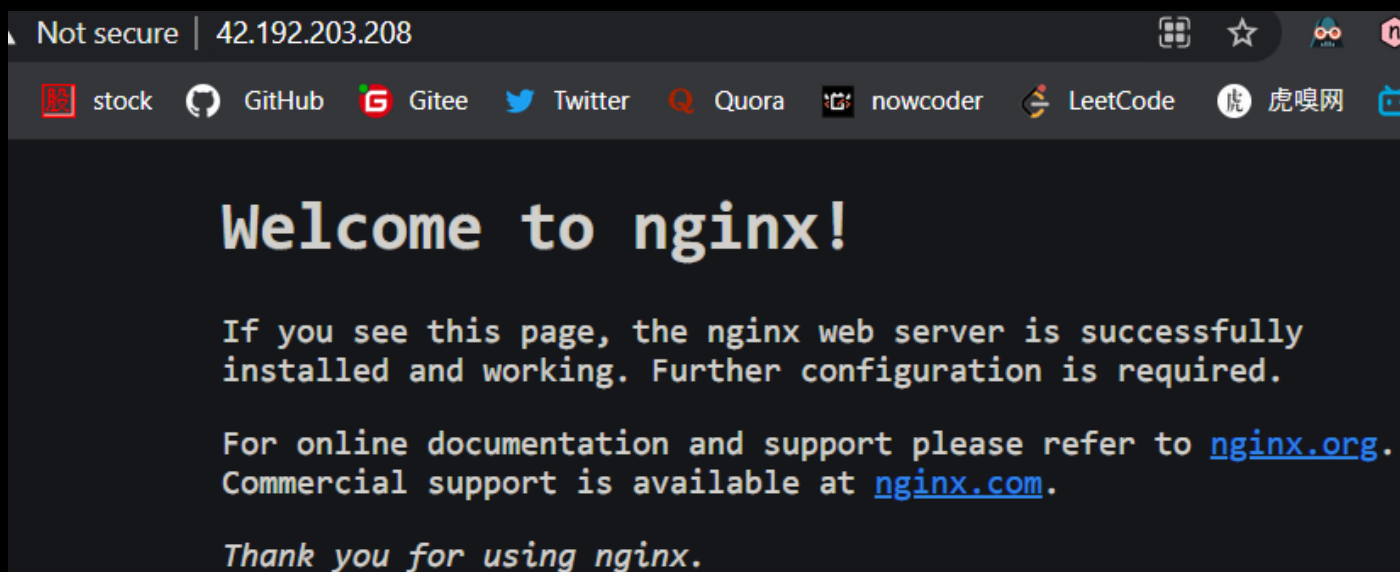 Not secure | 42.192.203.208
股 stock GitHub G Gitee Twitter Q Quora nowcoder LeetCode 虎 虎嗅网
Welcome to nginx!
If you see this page, the nginx web server is successfully
installed and working. Further configuration is required.
For online documentation and support please refer to nginx.org.
Commercial support is available at nginx.com.
Thank you for using nginx.